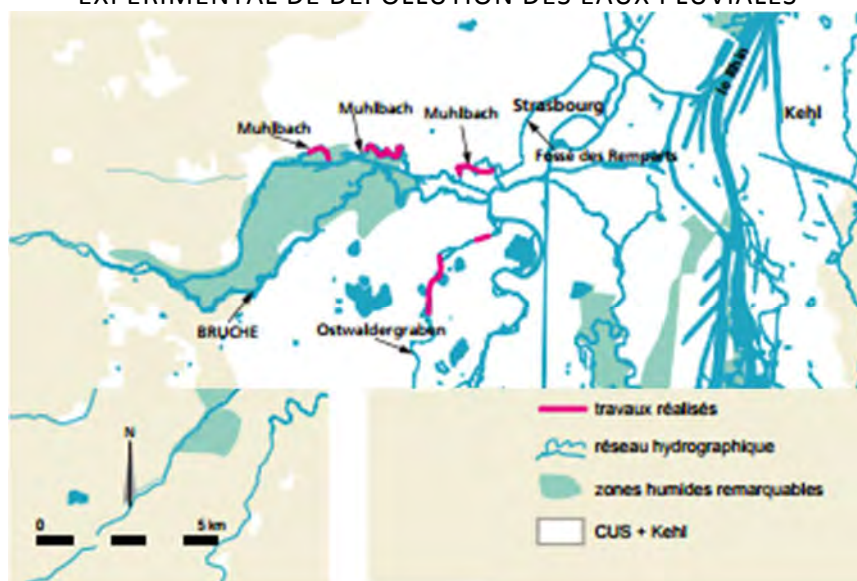 EXPERIMENTAL DE DEPOLLUTION DES EAUX PLUVIALES
Muhlbach
Muhlbach
Muhlbach
Strasbourg
le Rhin
Kehl
Fossé des Remparts
BRUCHE
Ostwaldergraben
N
0 5 km
travaux réalisés
réseau hydrographique
zones humides remarquables
CUS + Kehl